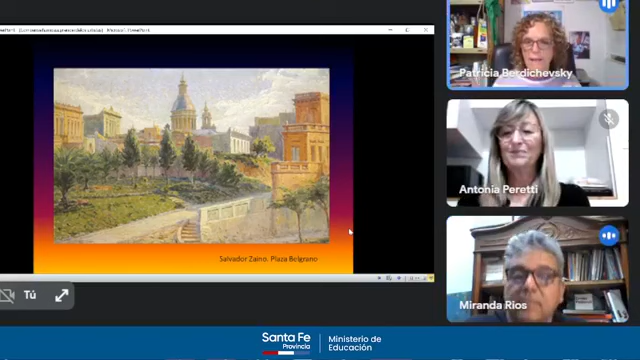 Salvador Zaino. Plaza Belgrano
Patricia Berdichevsky
Antonia Peretti
Miranda Rios
Tú
Santa Fe
Provincia
Ministerio de
Educación